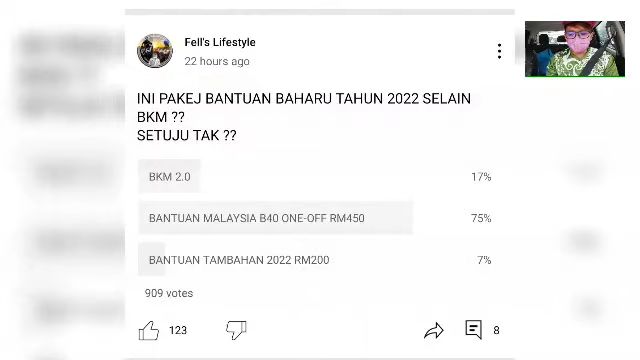 Fell's Lifestyle
22 hours ago
INI PAKEJ BANTUAN BAHARU TAHUN 2022 SELAIN
BKM ??
SETUJU TAK ??
BKM 2.0 17%
BANTUAN MALAYSIA B40 ONE-OFF RM450 75%
BANTUAN TAMBAHAN 2022 RM200 7%
909 votes
123 8